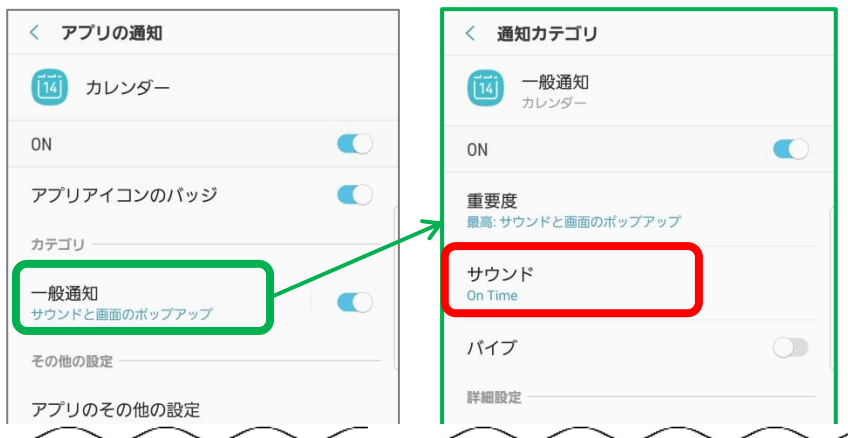 アプリの通知
14
カレンダー
ON
アプリアイコンのバッジ
カテゴリ
一般通知
サウンドと画面のポップアップ
その他の設定
アプリのその他の設定
通知カテゴリ
14
一般通知
カレンダー
ON
重要度
最高: サウンドと画面のポップアップ
サウンド
On Time
バイブ
詳細設定